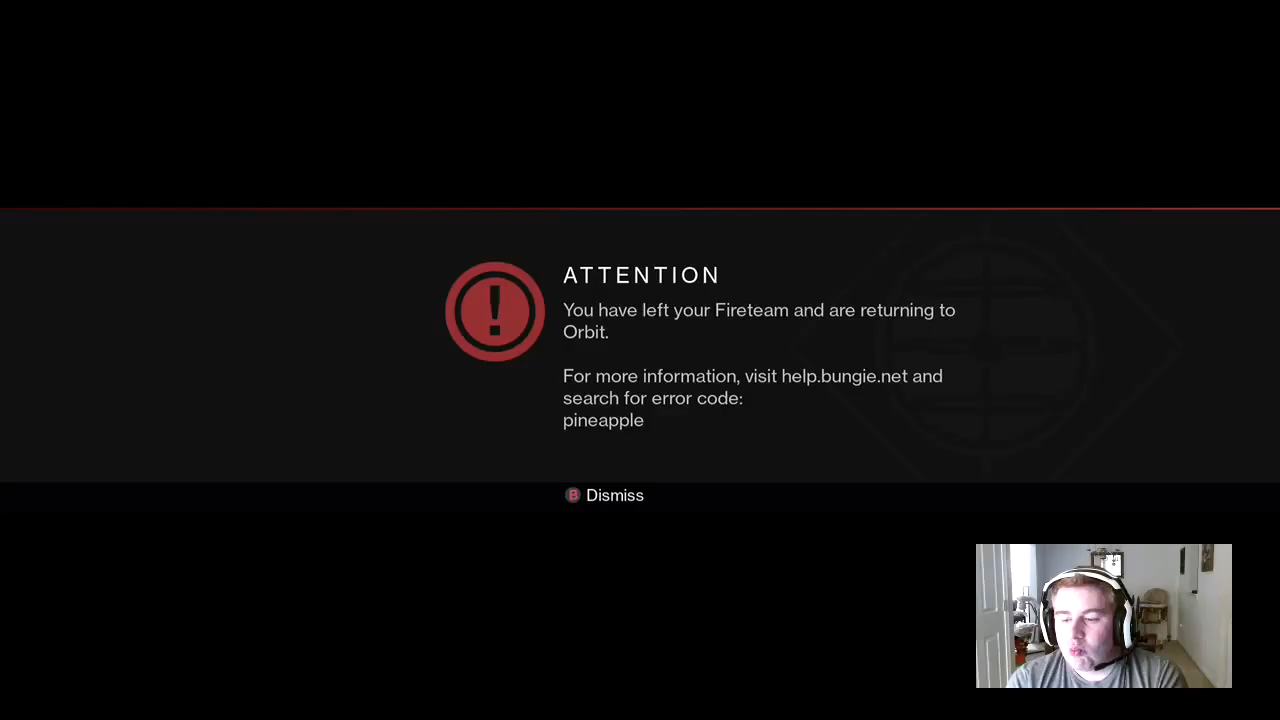 ATTENTION
You have left your Fireteam and are returning to
Orbit.
For more information, visit help.bungie.net and
search for error code:
pineapple
B Dismiss